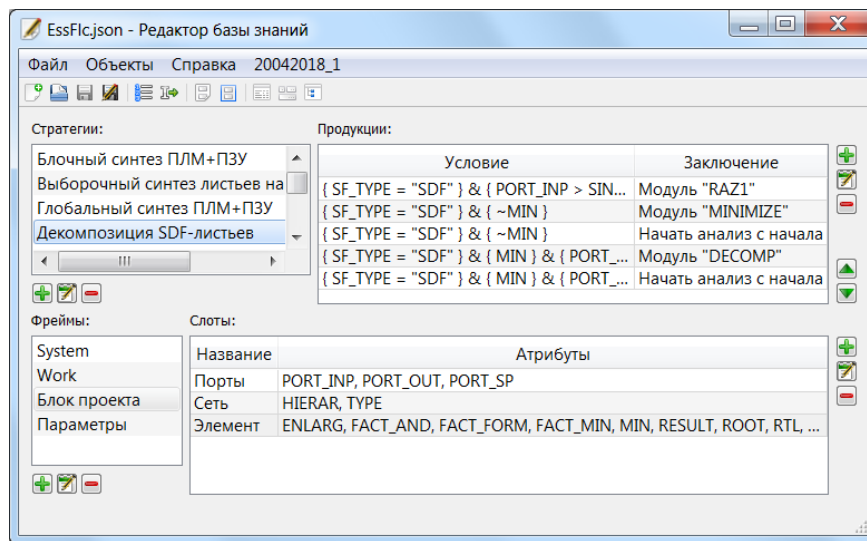 EssFlc.json - Редактор базы знаний
Файл Объекты Справка 20042018_1
Стратегии:
Блочный синтез ПЛМ+ПЗУ
Выборочный синтез листьев на
Глобальный синтез ПЛМ+ПЗУ
Декомпозиция SDF-листьев
Продукции:
Условие Заключение
{ SF_TYPE = "SDF" } & { PORT_INP > SIN... Модуль "RAZ1"
{ SF_TYPE = "SDF" } & { ~MIN } Модуль "MINIMIZE"
{ SF_TYPE = "SDF" } & { ~MIN } Начать анализ с начала
{ SF_TYPE = "SDF" } & { MIN } & { PORT_... Модуль "DECOMP"
{ SF_TYPE = "SDF" } & { MIN } & { PORT_... Начать анализ с начала
Фреймы:
System
Work
Блок проекта
Параметры
Слоты:
Название Атрибуты
Порты PORT_INP, PORT_OUT, PORT_SP
Сеть HIERAR, TYPE
Элемент ENLARG, FACT_AND, FACT_FORM, FACT_MIN, MIN, RESULT, ROOT, RTL, ...